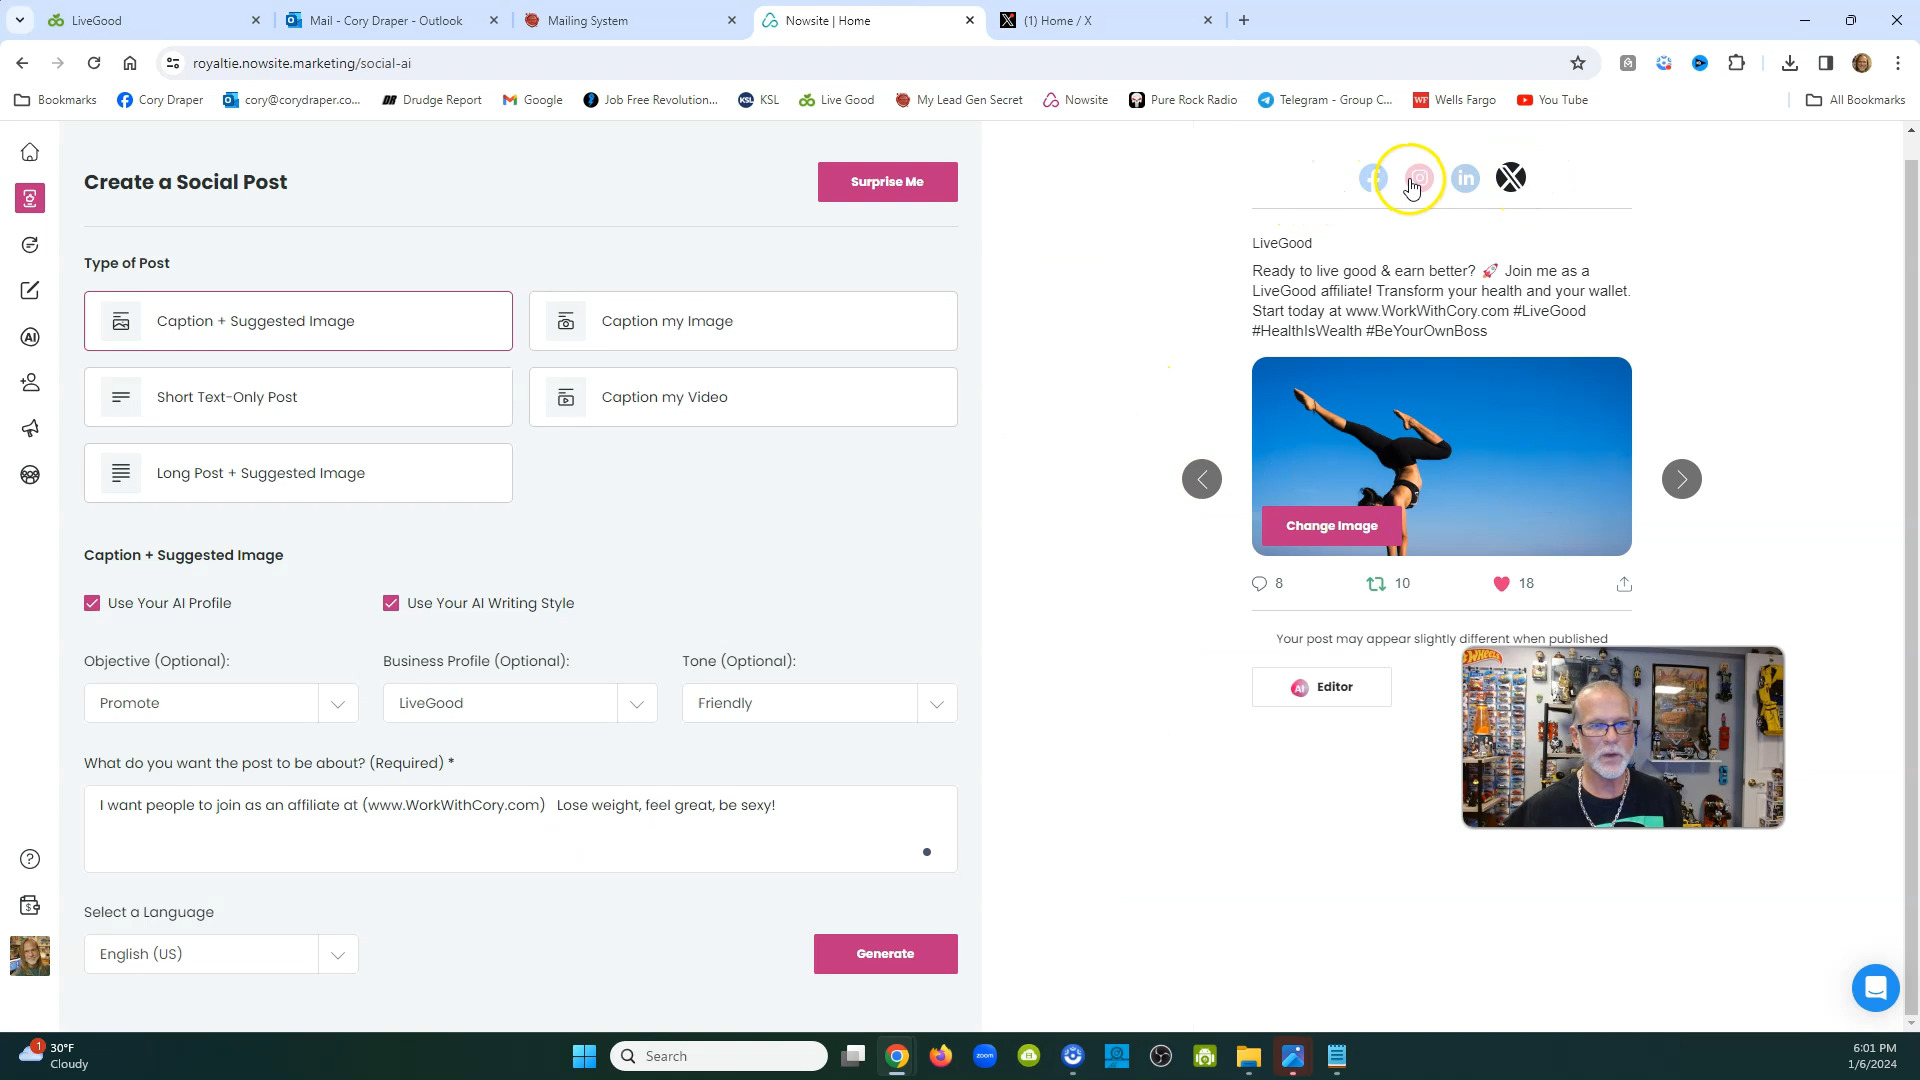 LiveGood
Mail - Cory Draper - Outlook
Mailing System
Nowsite | Home
(1) Home / X
royaltie.nowsite.marketing/social-ai
Bookmarks
Cory Draper
cory@corydraper.co...
Drudge Report
Google
Job Free Revolution...
KSL
Live Good
My Lead Gen Secret
Nowsite
Pure Rock Radio
Telegram - Group C...
Wells Fargo
You Tube
All Bookmarks
Create a Social Post
Surprise Me
Type of Post
Caption + Suggested Image
Caption my Image
Short Text-Only Post
Caption my Video
Long Post + Suggested Image
Caption + Suggested Image
Use Your AI Profile
Use Your AI Writing Style
Objective (Optional):
Business Profile (Optional):
Tone (Optional):
Promote
LiveGood
Friendly
What do you want the post to be about? (Required) *
I want people to join as an affiliate at (www.WorkWithCory.com) Lose weight, feel great, be sexy!
Select a Language
English (US)
Generate
LiveGood
Ready to live good & earn better? 🚀 Join me as a
LiveGood affiliate! Transform your health and your wallet.
Start today at www.WorkWithCory.com #LiveGood
#HealthIsWealth #BeYourOwnBoss
Change Image
8
10
18
Your post may appear slightly different when published
AI Editor
30°F
Cloudy
1
Search
zoom
6:01 PM
1/6/2024